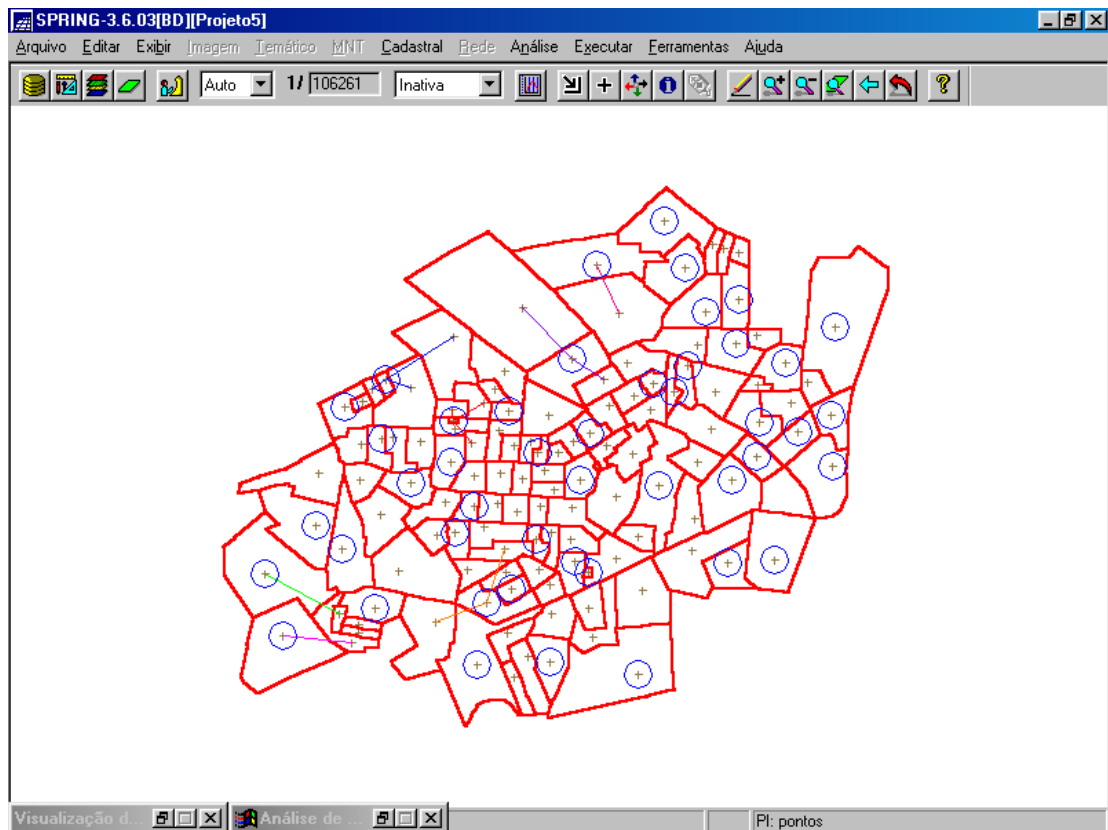 SPRING-3.6.03[BD][Projeto5]
Arquivo Editar Exibir Imagem Temático MNT Cadastral Rede Análise Executar Ferramentas Ajuda
Auto 1/ 106261 Inativa
Visualização d... Análise de ... PI: pontos